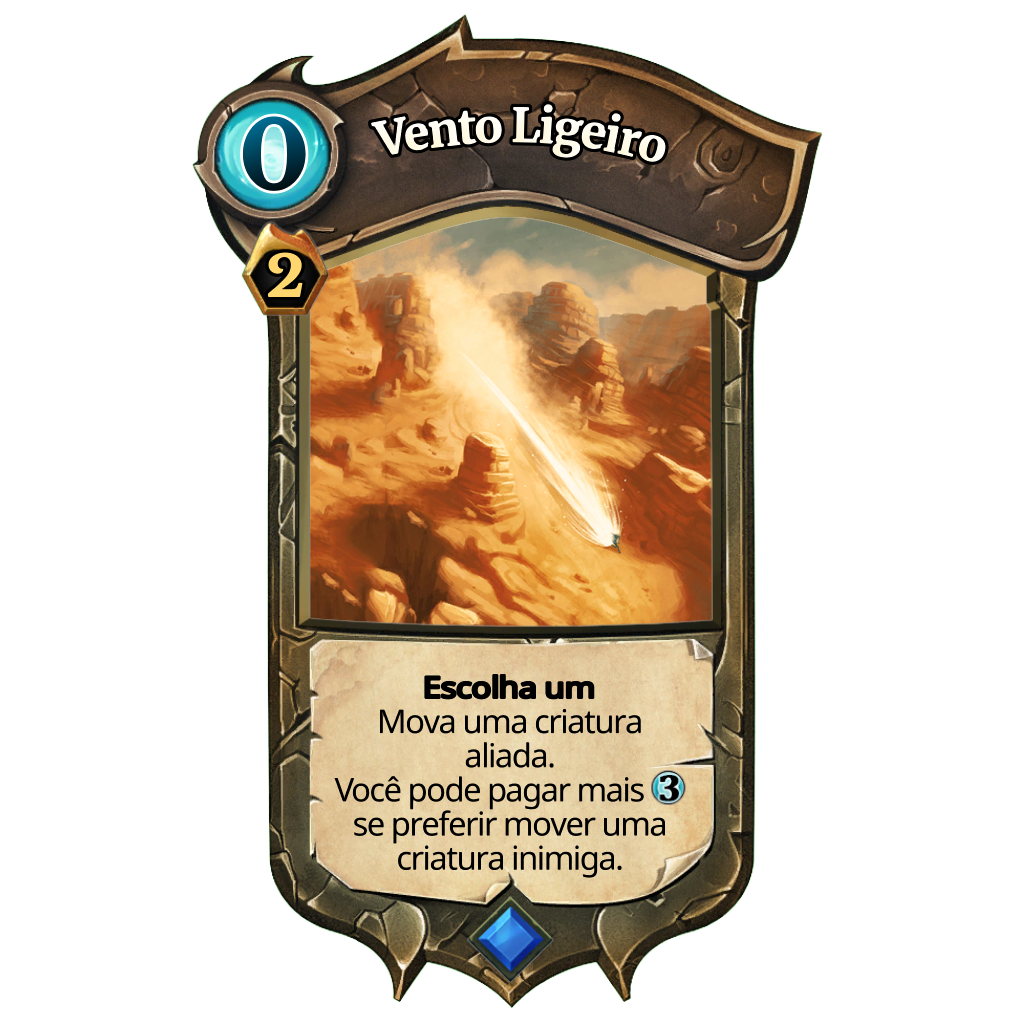 0
Vento Ligeiro
2
Escolha um
Mova uma criatura
aliada.
Você pode pagar mais 3
se preferir mover uma
criatura inimiga.